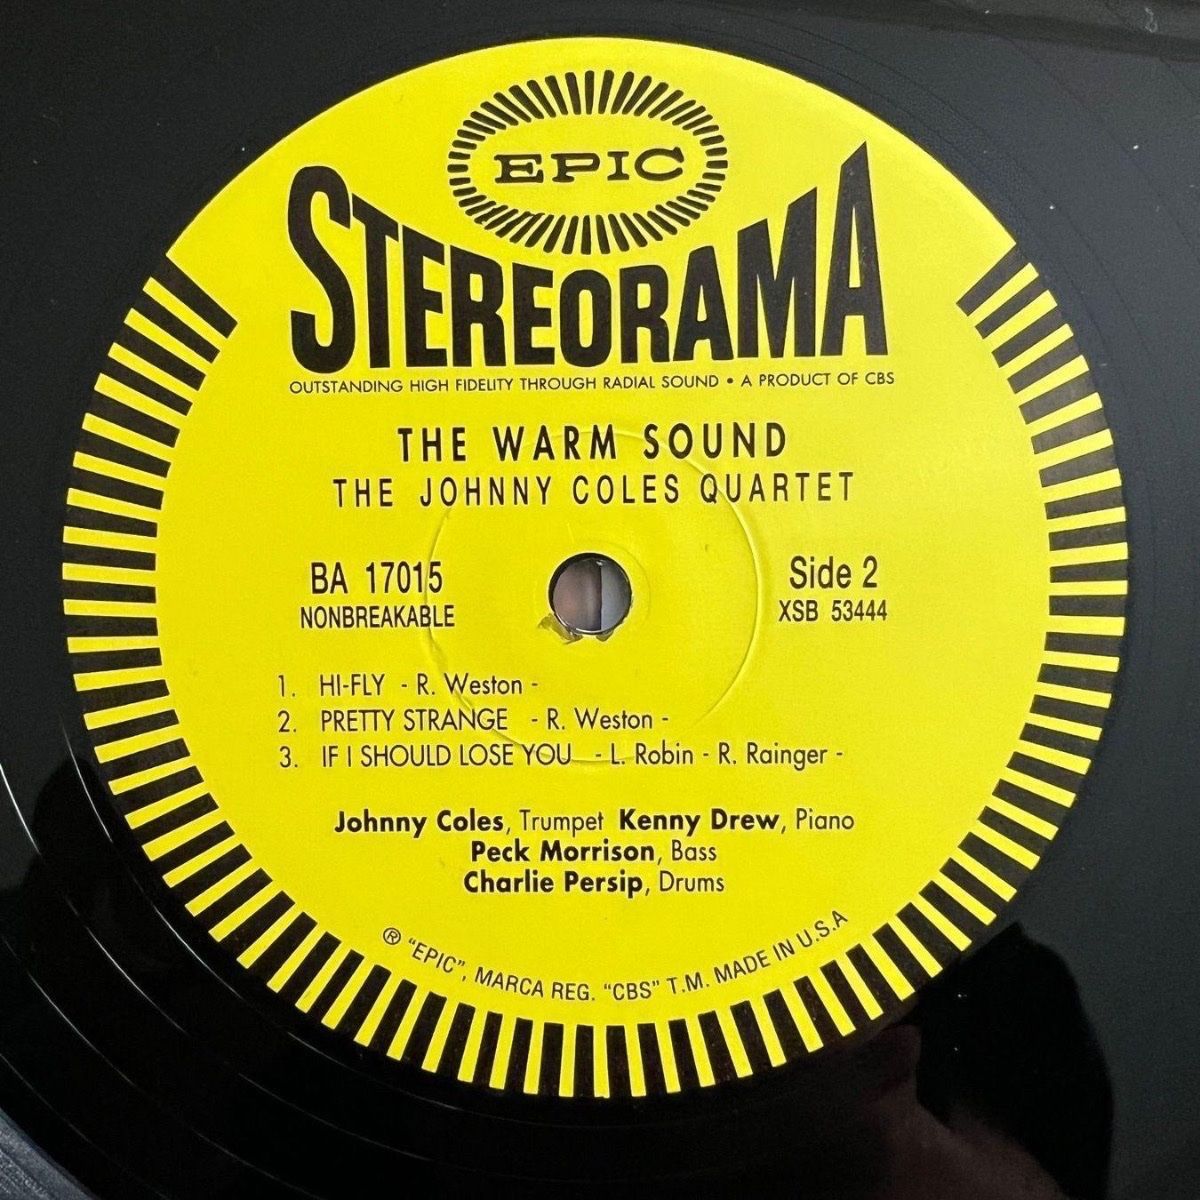 EPIC
STEREORAMA
OUTSTANDING HIGH FIDELITY THROUGH RADIAL SOUND • A PRODUCT OF CBS
THE WARM SOUND
THE JOHNNY COLES QUARTET
BA 17015
NONBREAKABLE
Side 2
XSB 53444
1. HI-FLY - R. Weston -
2. PRETTY STRANGE - R. Weston -
3. IF I SHOULD LOSE YOU - L. Robin - R. Rainger -
Johnny Coles, Trumpet Kenny Drew, Piano
Peck Morrison, Bass
Charlie Persip, Drums
® "EPIC", MARCA REG. "CBS" T.M. MADE IN U.S.A